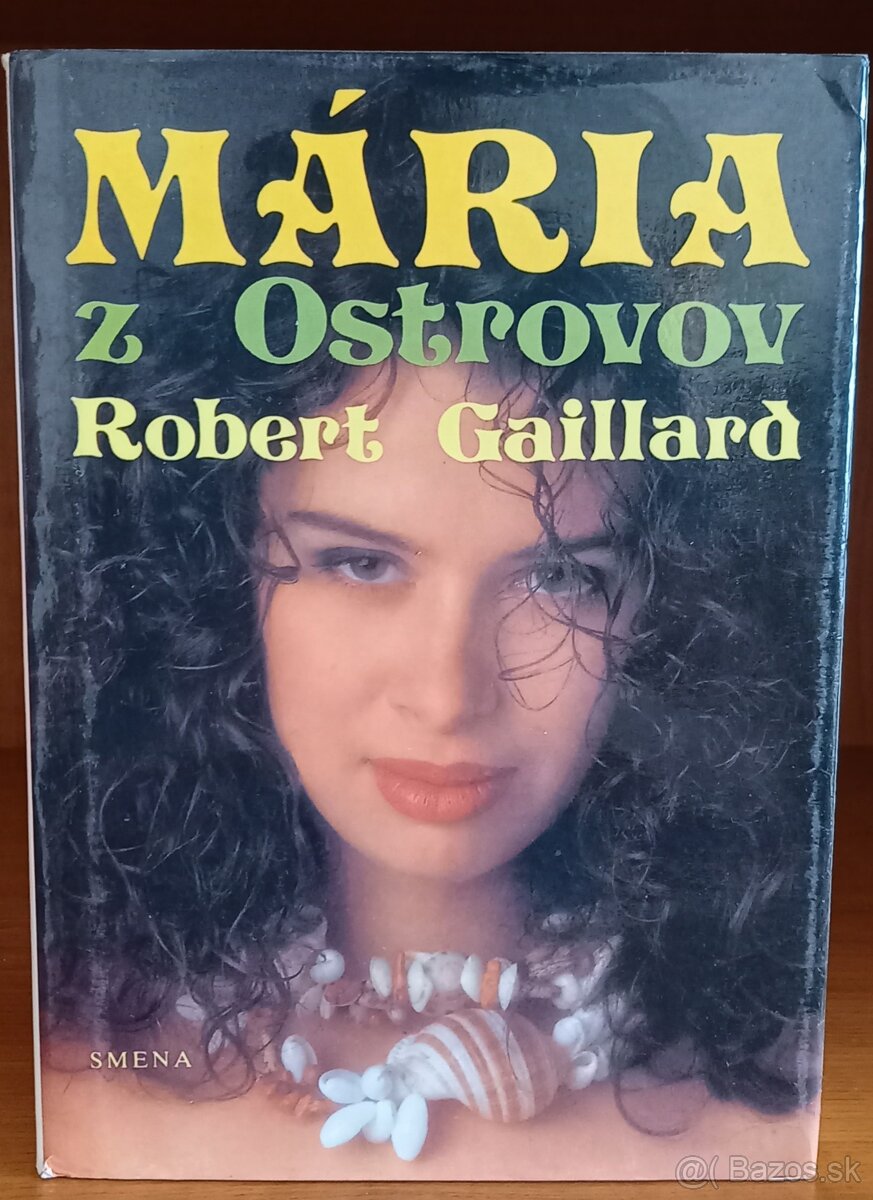 MÁRIA
z Ostrovov
Robert Gaillard
SMENA
@( Bazos.sk